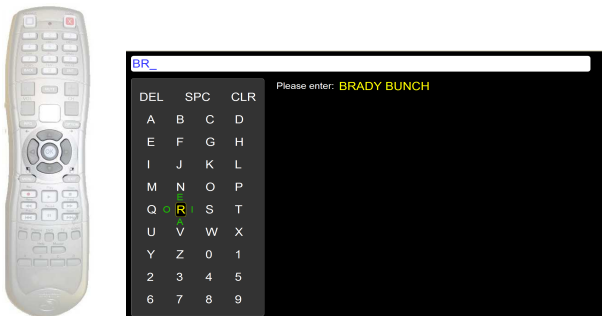 BR_
Please enter: BRADY BUNCH
DEL SPC CLR
A B C D
E F G H
I J K L
M N O P
E
Q O R I S T
A
U V W X
Y Z 0 1
2 3 4 5
6 7 8 9